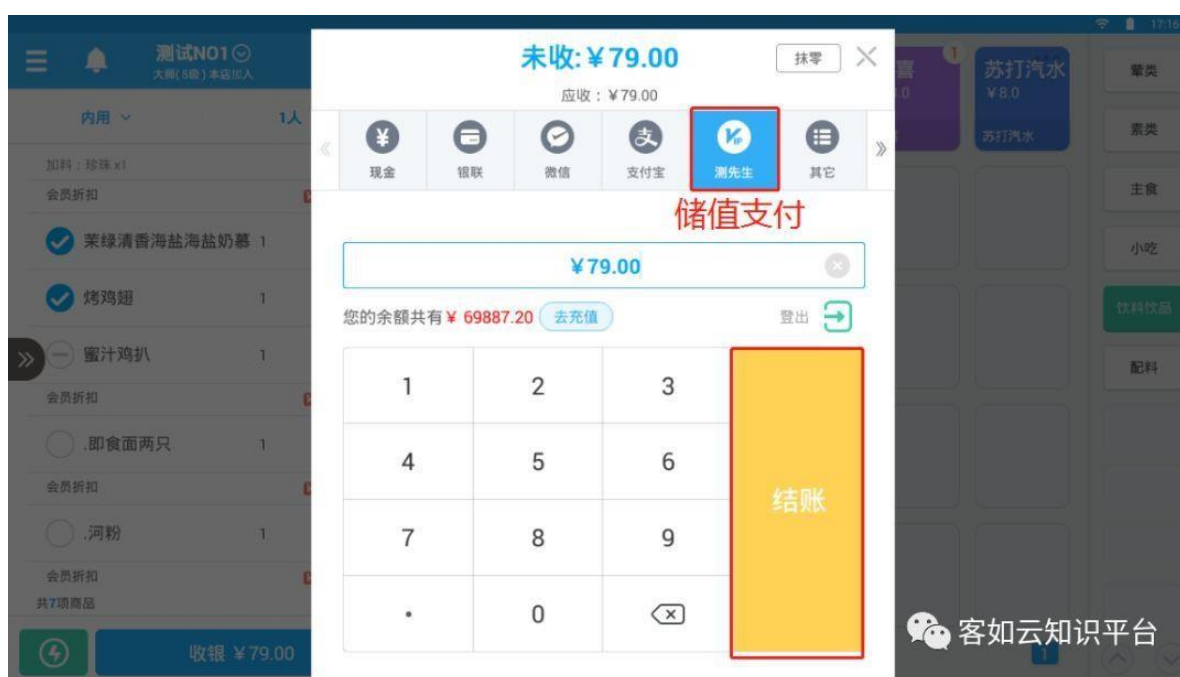 17:16
测试NO1
大师(5级)本店加入
内用
1人
加料：珍珠 x1
会员折扣
茉绿清香海盐海盐奶慕 1
烤鸡翅 1
蜜汁鸡扒 1
会员折扣
.即食面两只 1
会员折扣
.河粉 1
会员折扣
共7项商品
收银 ¥79.00
未收:¥79.00
抹零
应收：¥79.00
现金
银联
微信
支付宝
测先生
其它
储值支付
¥79.00
您的余额共有¥ 69887.20
去充值
登出
1 2 3
4 5 6
7 8 9
. 0
结账
喜
1
苏打汽水
¥8.0
苏打汽水
荤类
素类
主食
小吃
饮料饮品
配料
1
客如云知识平台